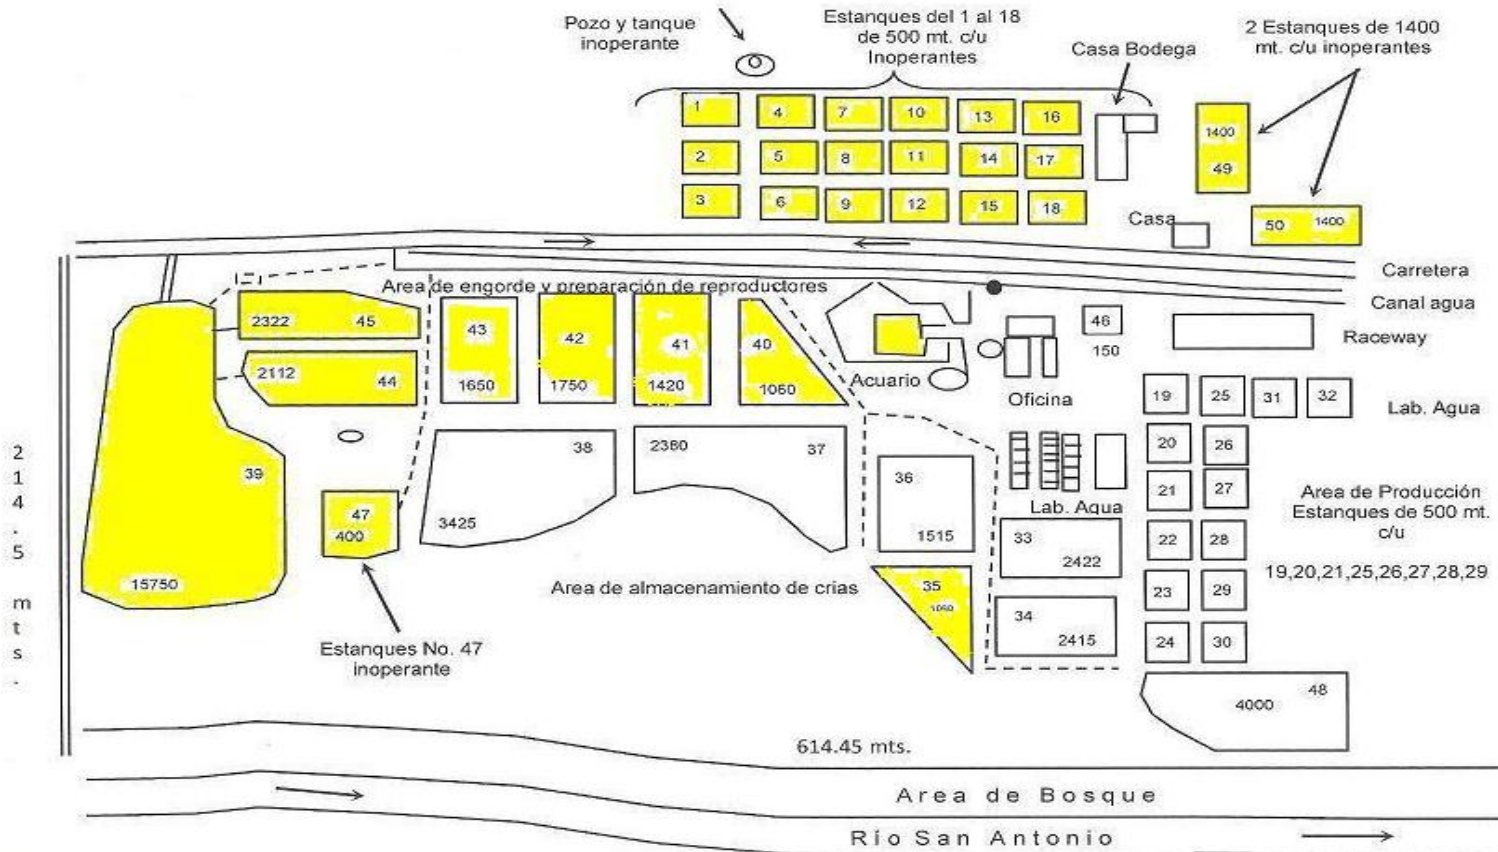 Pozo y tanque
inoperante
Estanques del 1 al 18
de 500 mt. c/u
Inoperantes
Casa Bodega
2 Estanques de 1400
mt. c/u inoperantes
1
4
7
10
13
16
2
5
8
11
14
17
3
6
9
12
15
18
1400
49
50
1400
Casa
Carretera
Canal agua
Raceway
Area de engorde y preparación de reproductores
2322
45
2112
44
43
1650
42
1750
41
1420
40
1060
Acuario
Oficina
46
150
19
25
31
32
Lab. Agua
20
26
21
27
22
28
23
29
24
30
Area de Producción
Estanques de 500 mt.
c/u
19,20,21,25,26,27,28,29
39
15750
47
400
38
3425
2380
37
36
1515
Lab. Agua
33
2422
34
2415
35
1060
Area de almacenamiento de crias
Estanques No. 47
inoperante
48
4000
2
1
4
.
5
m
t
s
.
614.45 mts.
Area de Bosque
Río San Antonio